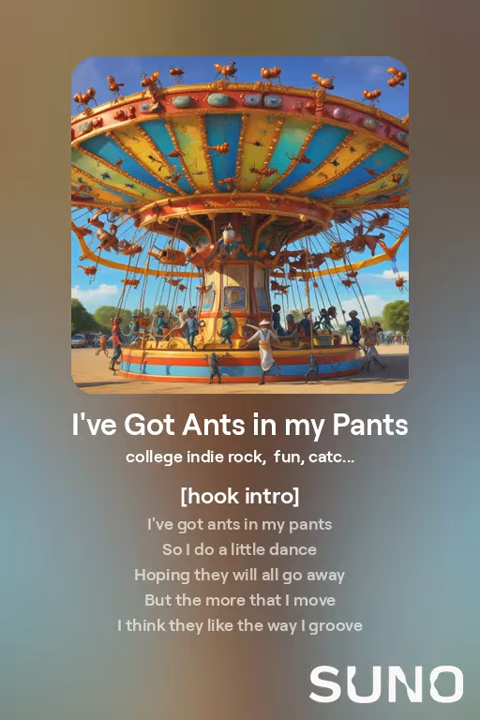 I've Got Ants in my Pants
college indie rock,  fun, catc...
[hook intro]
I've got ants in my pants
So I do a little dance
Hoping they will all go away
But the more that I move
I think they like the way I groove
SUNO